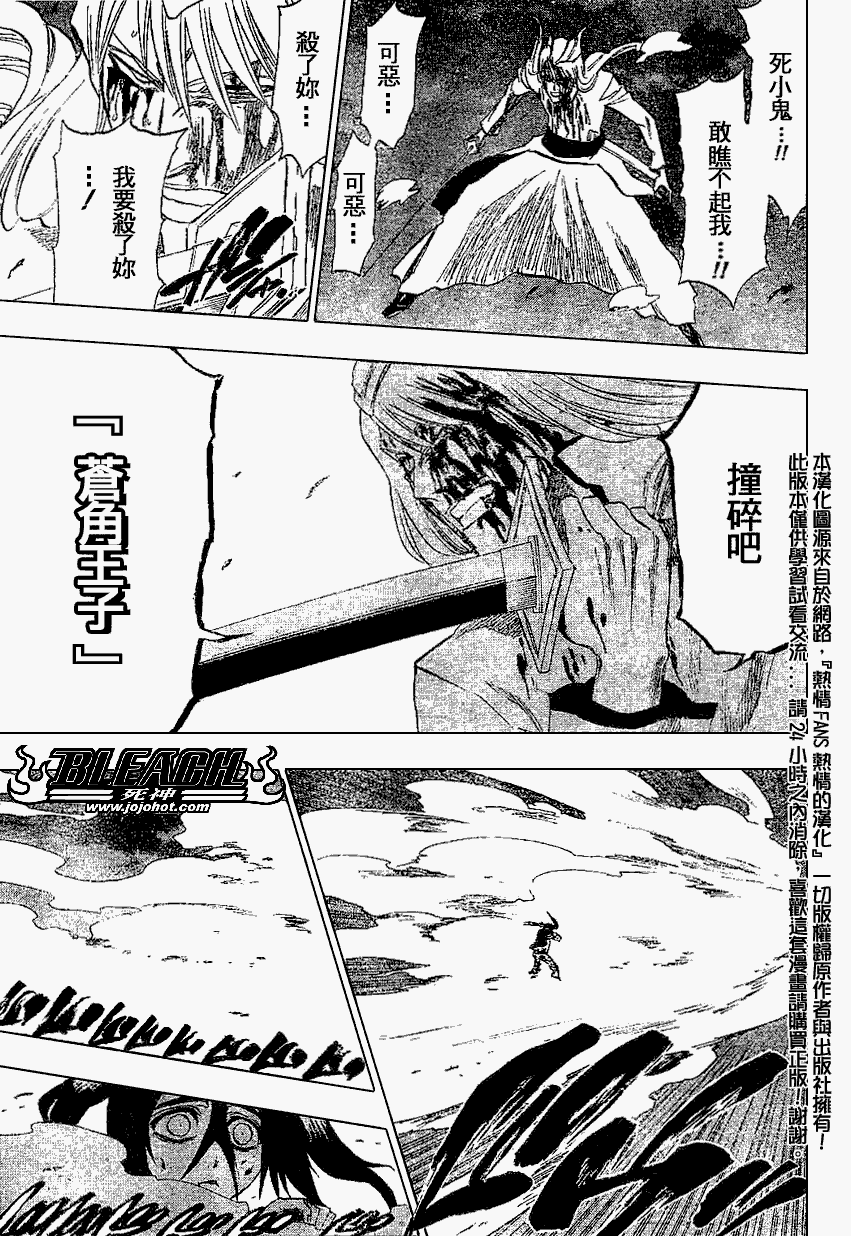 死小鬼…!!
敢瞧不起我…!!
可惡…
可惡…
殺了妳…
我要殺了妳…!
撞碎吧
『蒼角王子』
BLEACH
死神
www.jojohot.com
本漢化圖源來自於網路，『熱情FANS熱情的漢化』一切版權歸原作者與出版社擁有！
此版本僅供學習試看交流… 請24小時之內消除，喜歡這套漫畫請購買正版！謝謝。